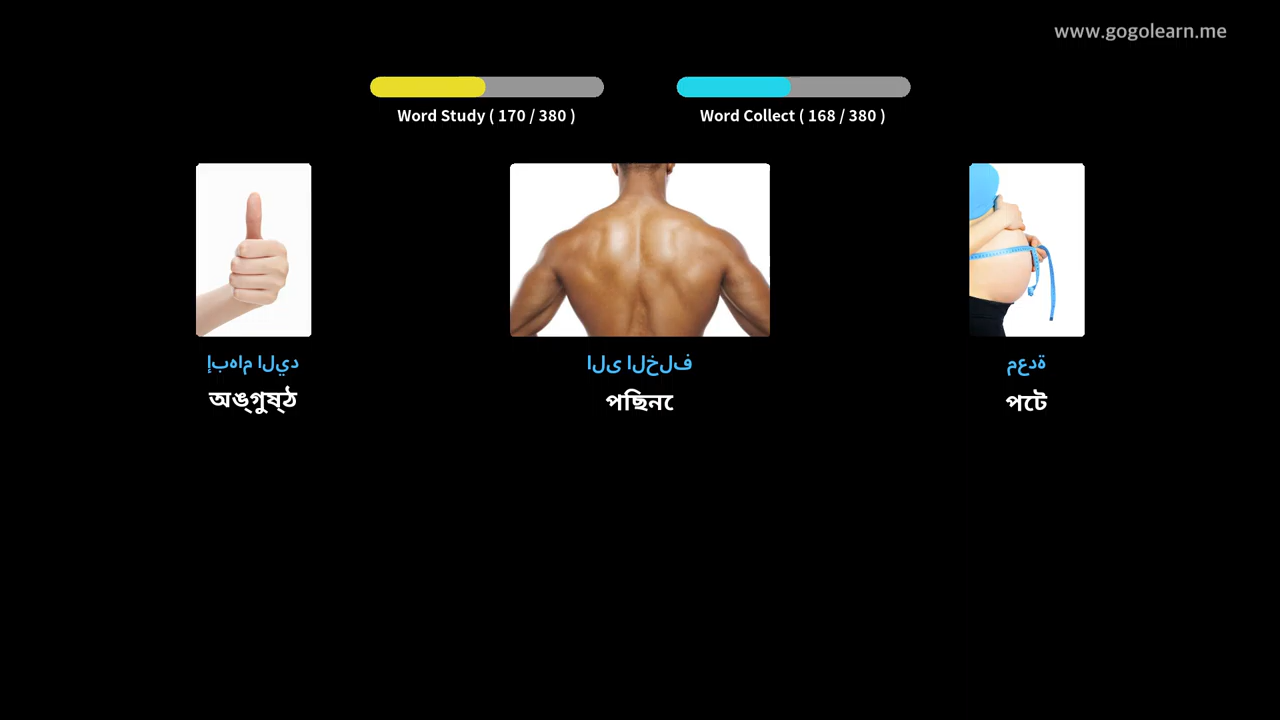 www.gogolearn.me
Word Study ( 170 / 380 )
Word Collect ( 168 / 380 )
إبهام اليد
الى الخلف
معدة
অঙ্গুষ্ঠ
পিছনে
পেট